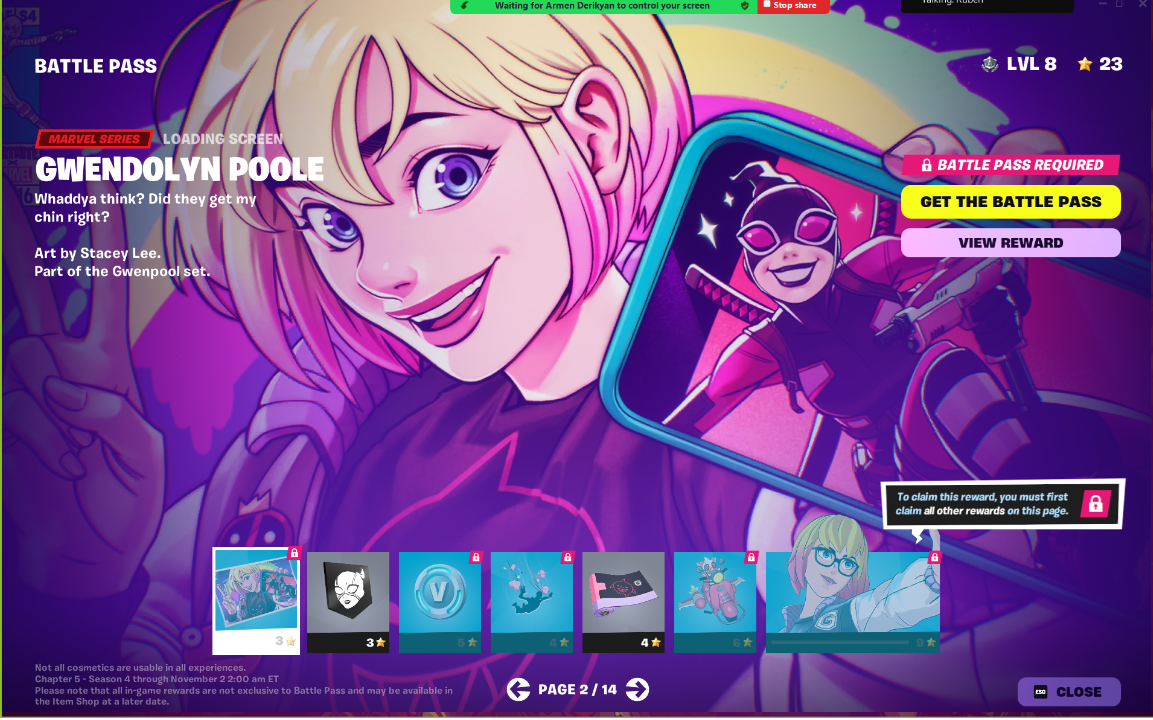 Waiting for Armen Derikyan to control your screen
Stop share
Talking: Ruben
BATTLE PASS
LVL 8
23
MARVEL SERIES
LOADING SCREEN
GWENDOLYN POOLE
Whaddya think? Did they get my
chin right?
Art by Stacey Lee.
Part of the Gwenpool set.
BATTLE PASS REQUIRED
GET THE BATTLE PASS
VIEW REWARD
To claim this reward, you must first
claim all other rewards on this page.
3
3
5
4
4
6
9
Not all cosmetics are usable in all experiences.
Chapter 5 - Season 4 through November 2 2:00 am ET
Please note that all in-game rewards are not exclusive to Battle Pass and may be available in
the Item Shop at a later date.
PAGE 2 / 14
ESC
CLOSE